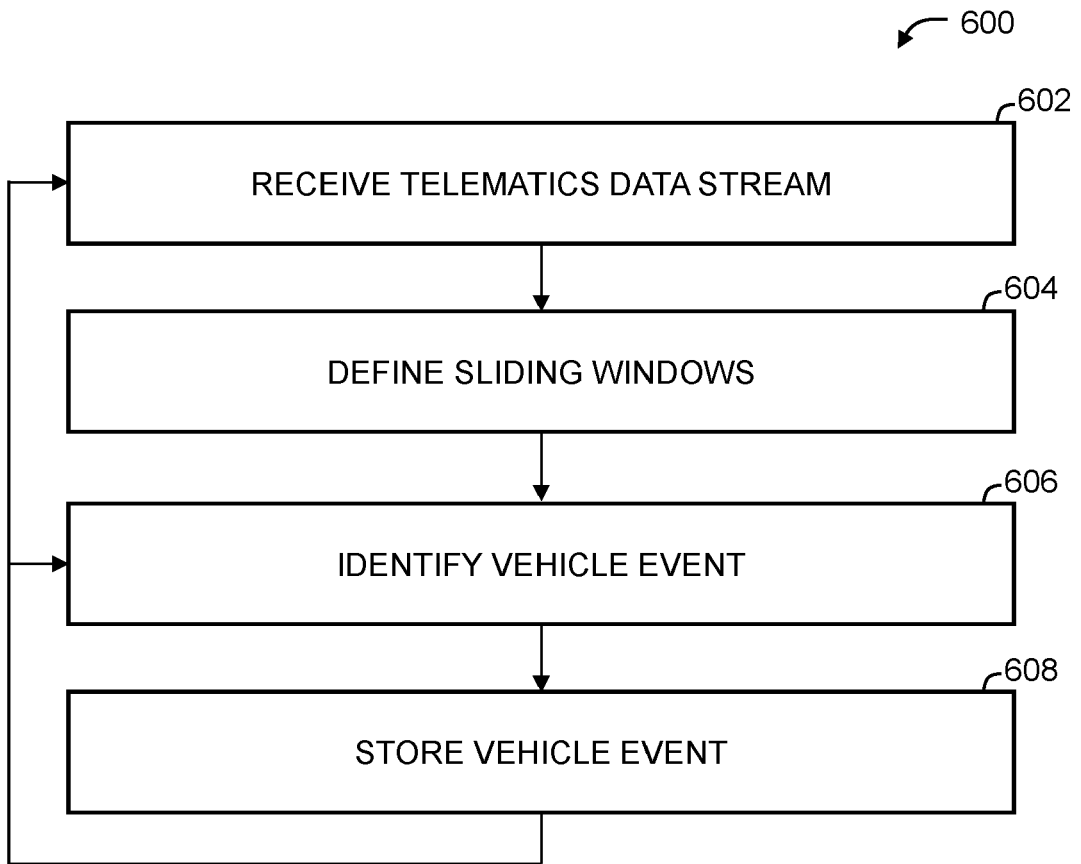 600
602
RECEIVE TELEMATICS DATA STREAM
604
DEFINE SLIDING WINDOWS
606
IDENTIFY VEHICLE EVENT
608
STORE VEHICLE EVENT